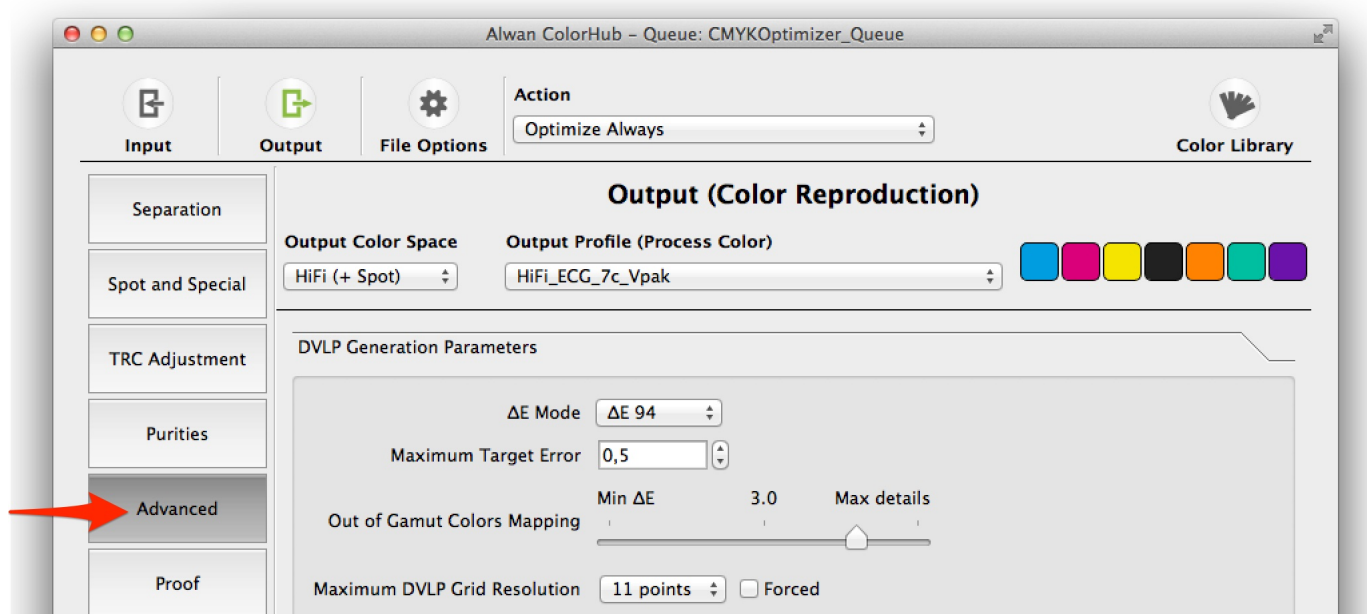 Alwan ColorHub – Queue: CMYKOptimizer_Queue
Action
Optimize Always
Input
Output
File Options
Color Library
Separation
Spot and Special
TRC Adjustment
Purities
Advanced
Proof
Output (Color Reproduction)
Output Color Space
Output Profile (Process Color)
HiFi (+ Spot)
HiFi_ECG_7c_Vpak
DVLP Generation Parameters
ΔE Mode ΔE 94
Maximum Target Error 0,5
Min ΔE 3.0 Max details
Out of Gamut Colors Mapping
Maximum DVLP Grid Resolution 11 points Forced